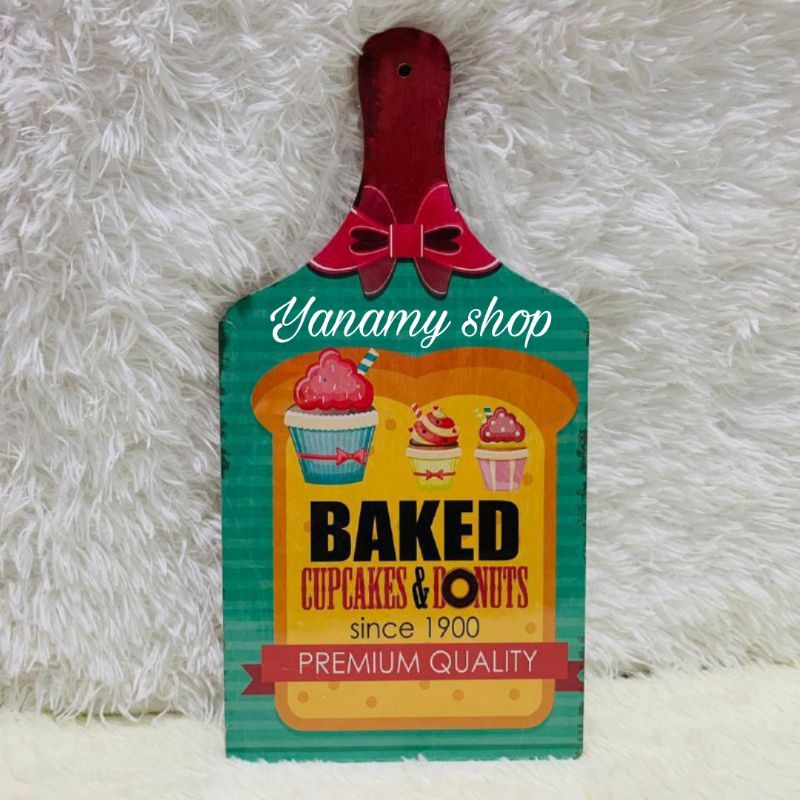 Yanamy shop
BAKED
CUPCAKES & DONUTS
since 1900
PREMIUM QUALITY